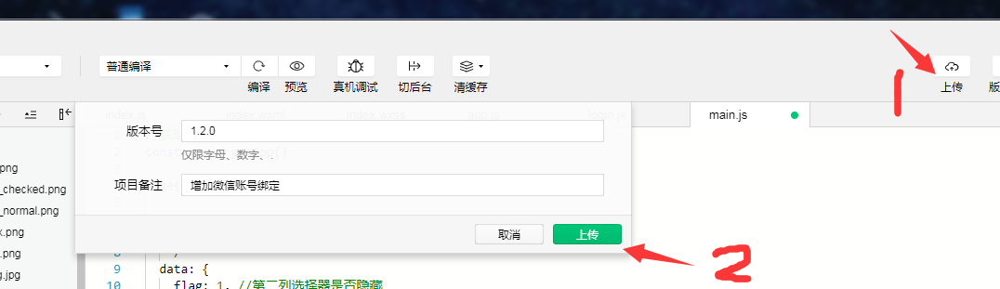 普通编译
编译 预览 真机调试 切后台 清缓存 上传 版
1
index.js index.wxml index.wxss app.js login.js main.js
版本号 1.2.0
仅限字母、数字、.
.png
_checked.png
项目备注 增加微信账号绑定
_normal.png
x.png
取消 上传
.png
2
8
9 data: {
g.jpg
10 flag: 1, //第二列选择器是否隐藏